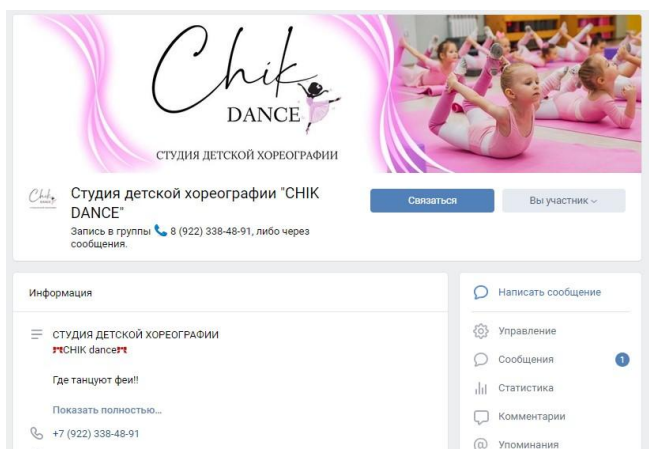 Chik
DANCE
СТУДИЯ ДЕТСКОЙ ХОРЕОГРАФИИ
Студия детской хореографии "CHIK
DANCE"
Запись в группы 📞 8 (922) 338-48-91, либо через
сообщения.
Связаться
Вы участник
Информация
СТУДИЯ ДЕТСКОЙ ХОРЕОГРАФИИ
CHIK dance
Где танцуют феи!!
Показать полностью...
+7 (922) 338-48-91
Написать сообщение
Управление
Сообщения 1
Статистика
Комментарии
Упоминания